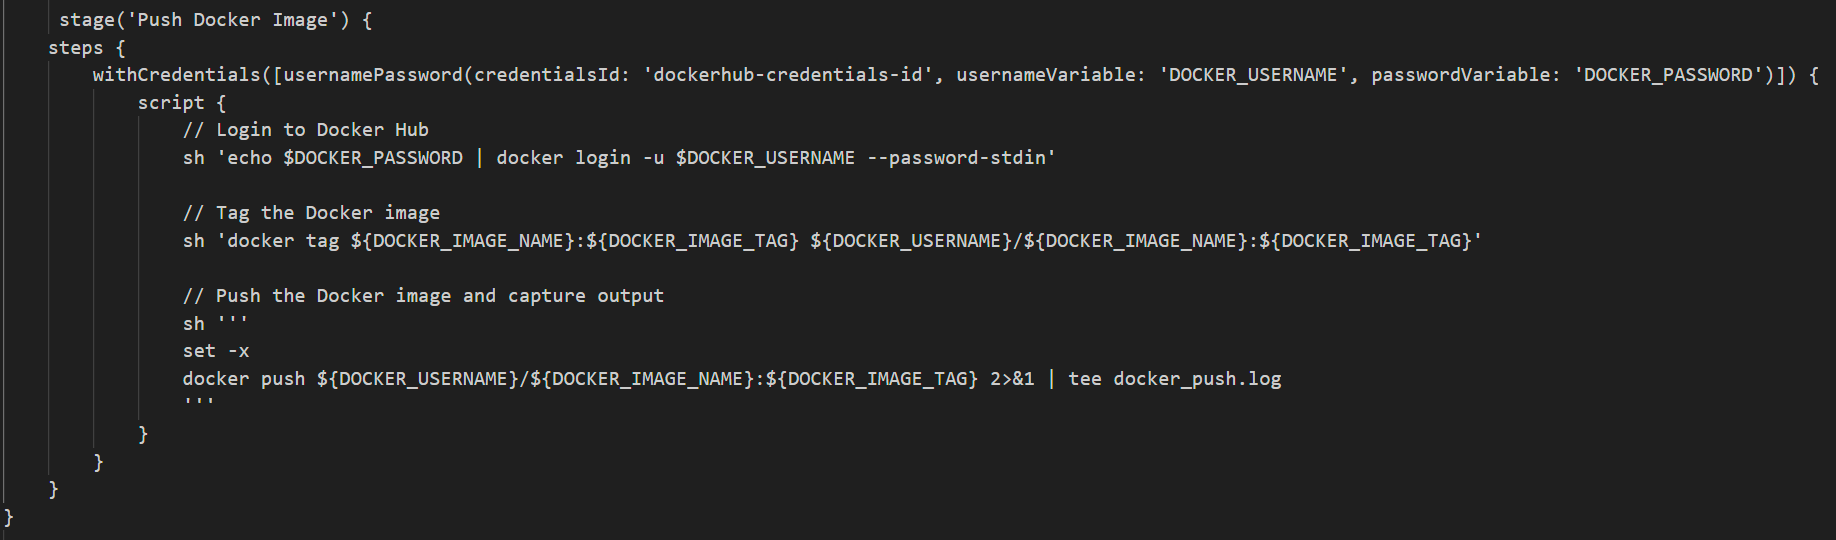 stage('Push Docker Image') {
steps {
withCredentials([usernamePassword(credentialsId: 'dockerhub-credentials-id', usernameVariable: 'DOCKER_USERNAME', passwordVariable: 'DOCKER_PASSWORD')]) {
script {
// Login to Docker Hub
sh 'echo $DOCKER_PASSWORD | docker login -u $DOCKER_USERNAME --password-stdin'
// Tag the Docker image
sh 'docker tag ${DOCKER_IMAGE_NAME}:${DOCKER_IMAGE_TAG} ${DOCKER_USERNAME}/${DOCKER_IMAGE_NAME}:${DOCKER_IMAGE_TAG}'
// Push the Docker image and capture output
sh '''
set -x
docker push ${DOCKER_USERNAME}/${DOCKER_IMAGE_NAME}:${DOCKER_IMAGE_TAG} 2>&1 | tee docker_push.log
'''
}
}
}
}